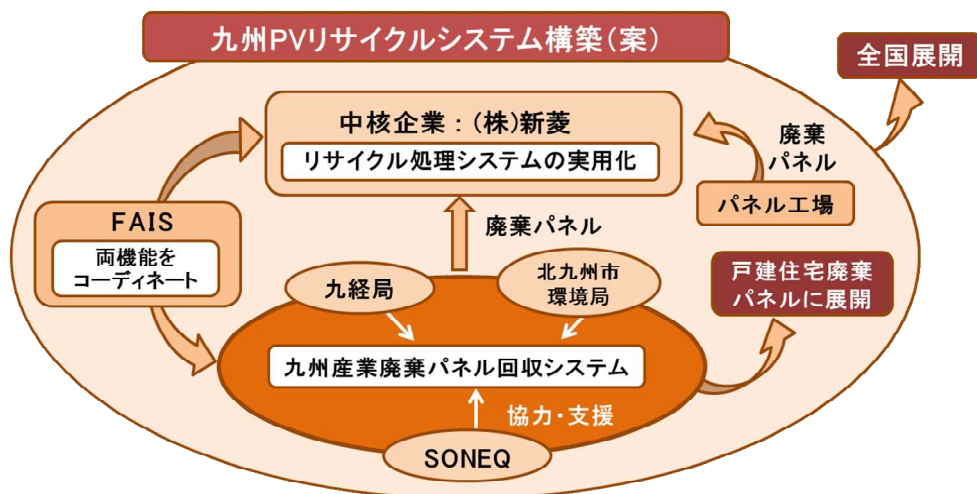 九州PVリサイクルシステム構築(案)
全国展開
中核企業:(株)新菱
リサイクル処理システムの実用化
廃棄
パネル
パネル工場
FAIS
両機能を
コーディネート
廃棄パネル
九経局
北九州市
環境局
戸建住宅廃棄
パネルに展開
九州産業廃棄パネル回収システム
協力・支援
SONEQ